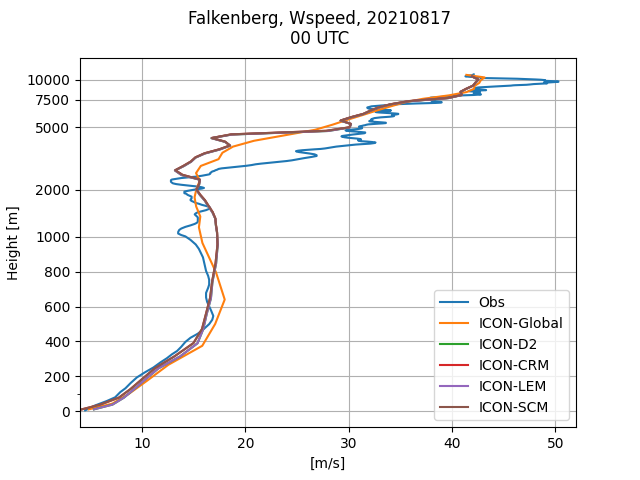 Falkenberg, Wspeed, 20210817
00 UTC
10000
7500
5000
2000
1000
800
600
400
200
0
Height [m]
10
20
30
40
50
[m/s]
Obs
ICON-Global
ICON-D2
ICON-CRM
ICON-LEM
ICON-SCM